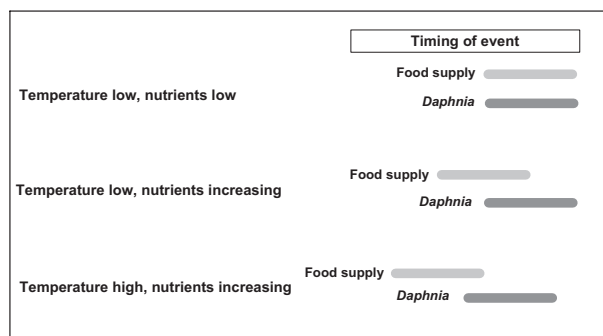 Timing of event
Food supply
Temperature low, nutrients low
Daphnia
Food supply
Temperature low, nutrients increasing
Daphnia
Food supply
Temperature high, nutrients increasing
Daphnia